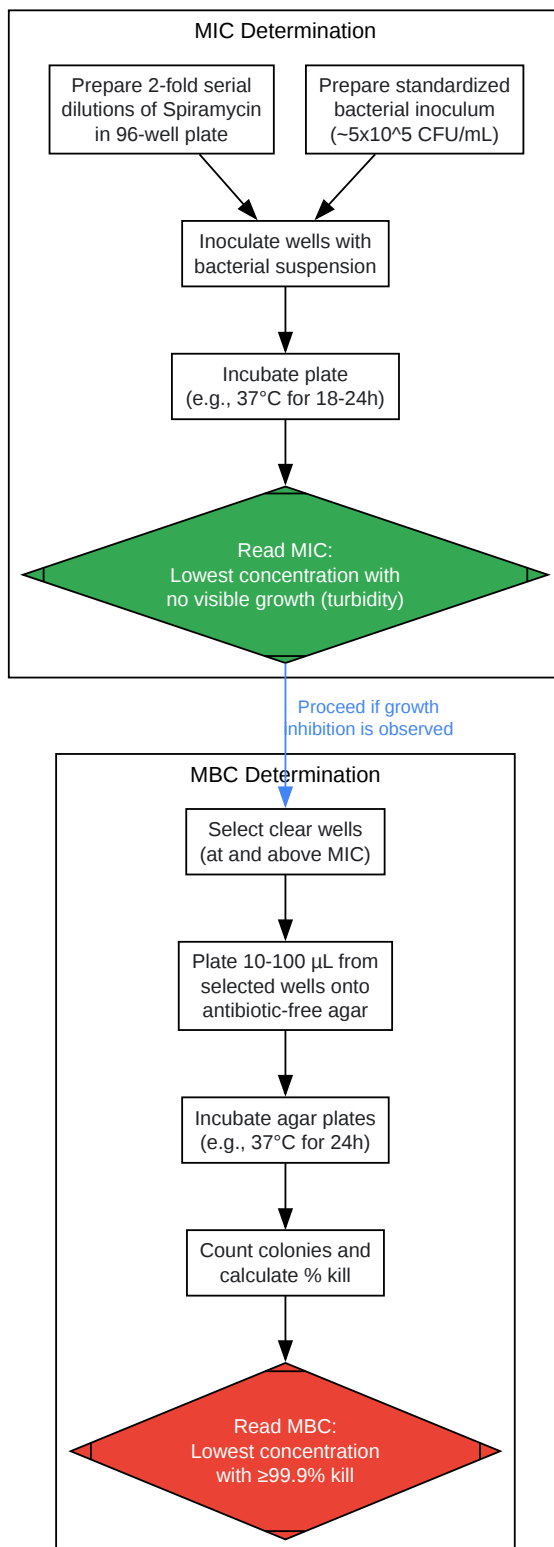 MIC Determination
Prepare 2-fold serial
dilutions of Spiramycin
in 96-well plate
Prepare standardized
bacterial inoculum
(~5x10^5 CFU/mL)
Inoculate wells with
bacterial suspension
Incubate plate
(e.g., 37°C for 18-24h)
Read MIC:
Lowest concentration with
no visible growth (turbidity)
Proceed if growth
inhibition is observed
MBC Determination
Select clear wells
(at and above MIC)
Plate 10-100 µL from
selected wells onto
antibiotic-free agar
Incubate agar plates
(e.g., 37°C for 24h)
Count colonies and
calculate % kill
Read MBC:
Lowest concentration
with ≥99.9% kill